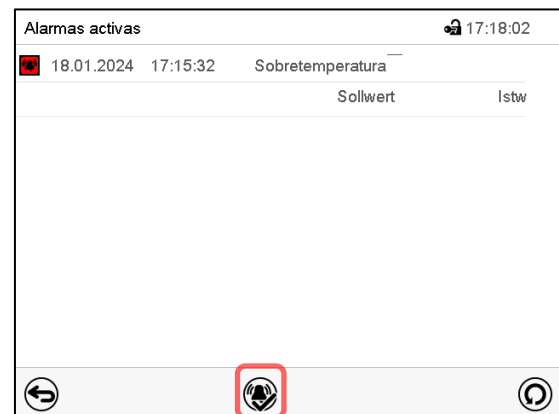 Alarmas activas 17:18:02
18.01.2024 17:15:32 Sobretemperatura
Sollwert Istw